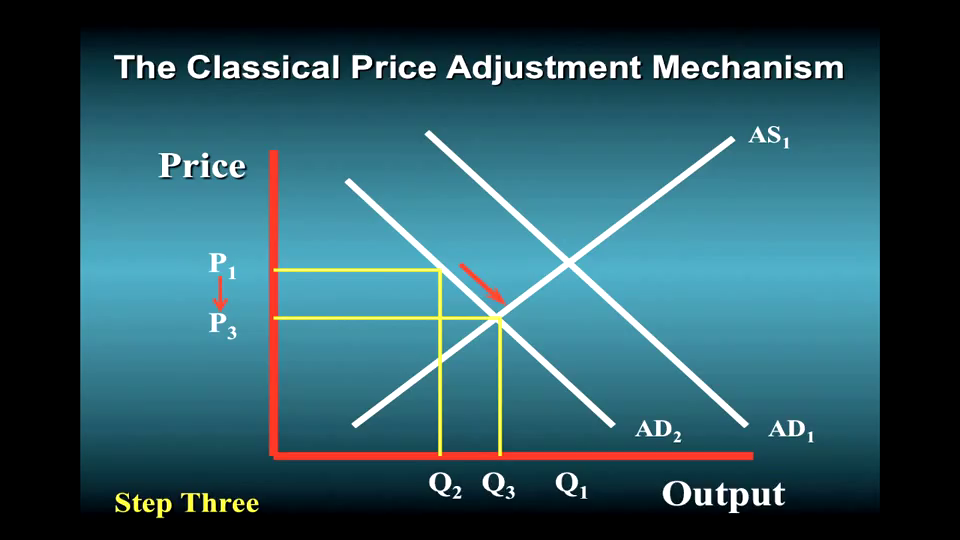 The Classical Price Adjustment Mechanism
AS₁
Price
P₁
P₃
AD₂
AD₁
Q₂
Q₃
Q₁
Output
Step Three